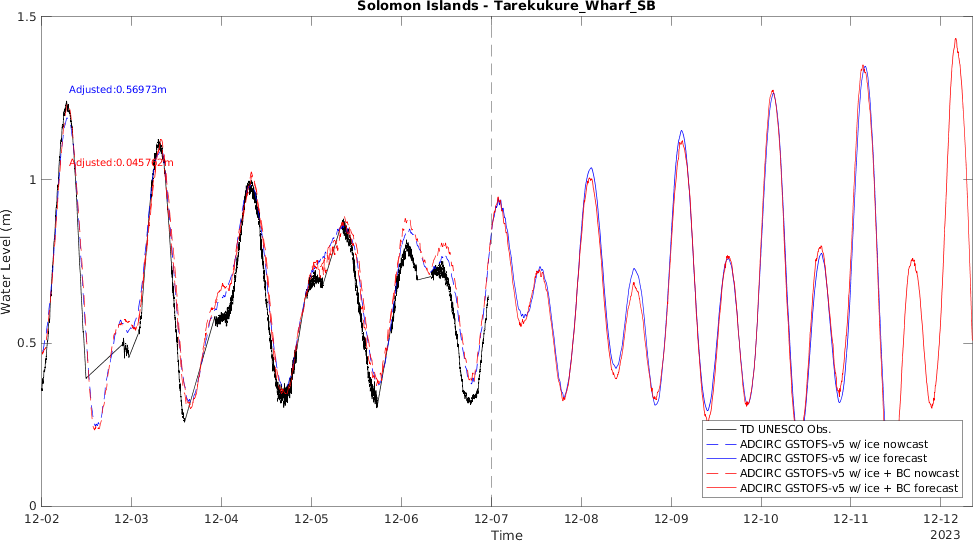 Solomon Islands - Tarekukure_Wharf_SB
1.5
Adjusted:0.56973m
Adjusted:0.045762m
1
Water Level (m)
0.5
TD UNESCO Obs.
ADCIRC GSTOFS-v5 w/ ice nowcast
ADCIRC GSTOFS-v5 w/ ice forecast
ADCIRC GSTOFS-v5 w/ ice + BC nowcast
ADCIRC GSTOFS-v5 w/ ice + BC forecast
0
12-02 12-03 12-04 12-05 12-06 12-07 12-08 12-09 12-10 12-11 12-12
Time 2023